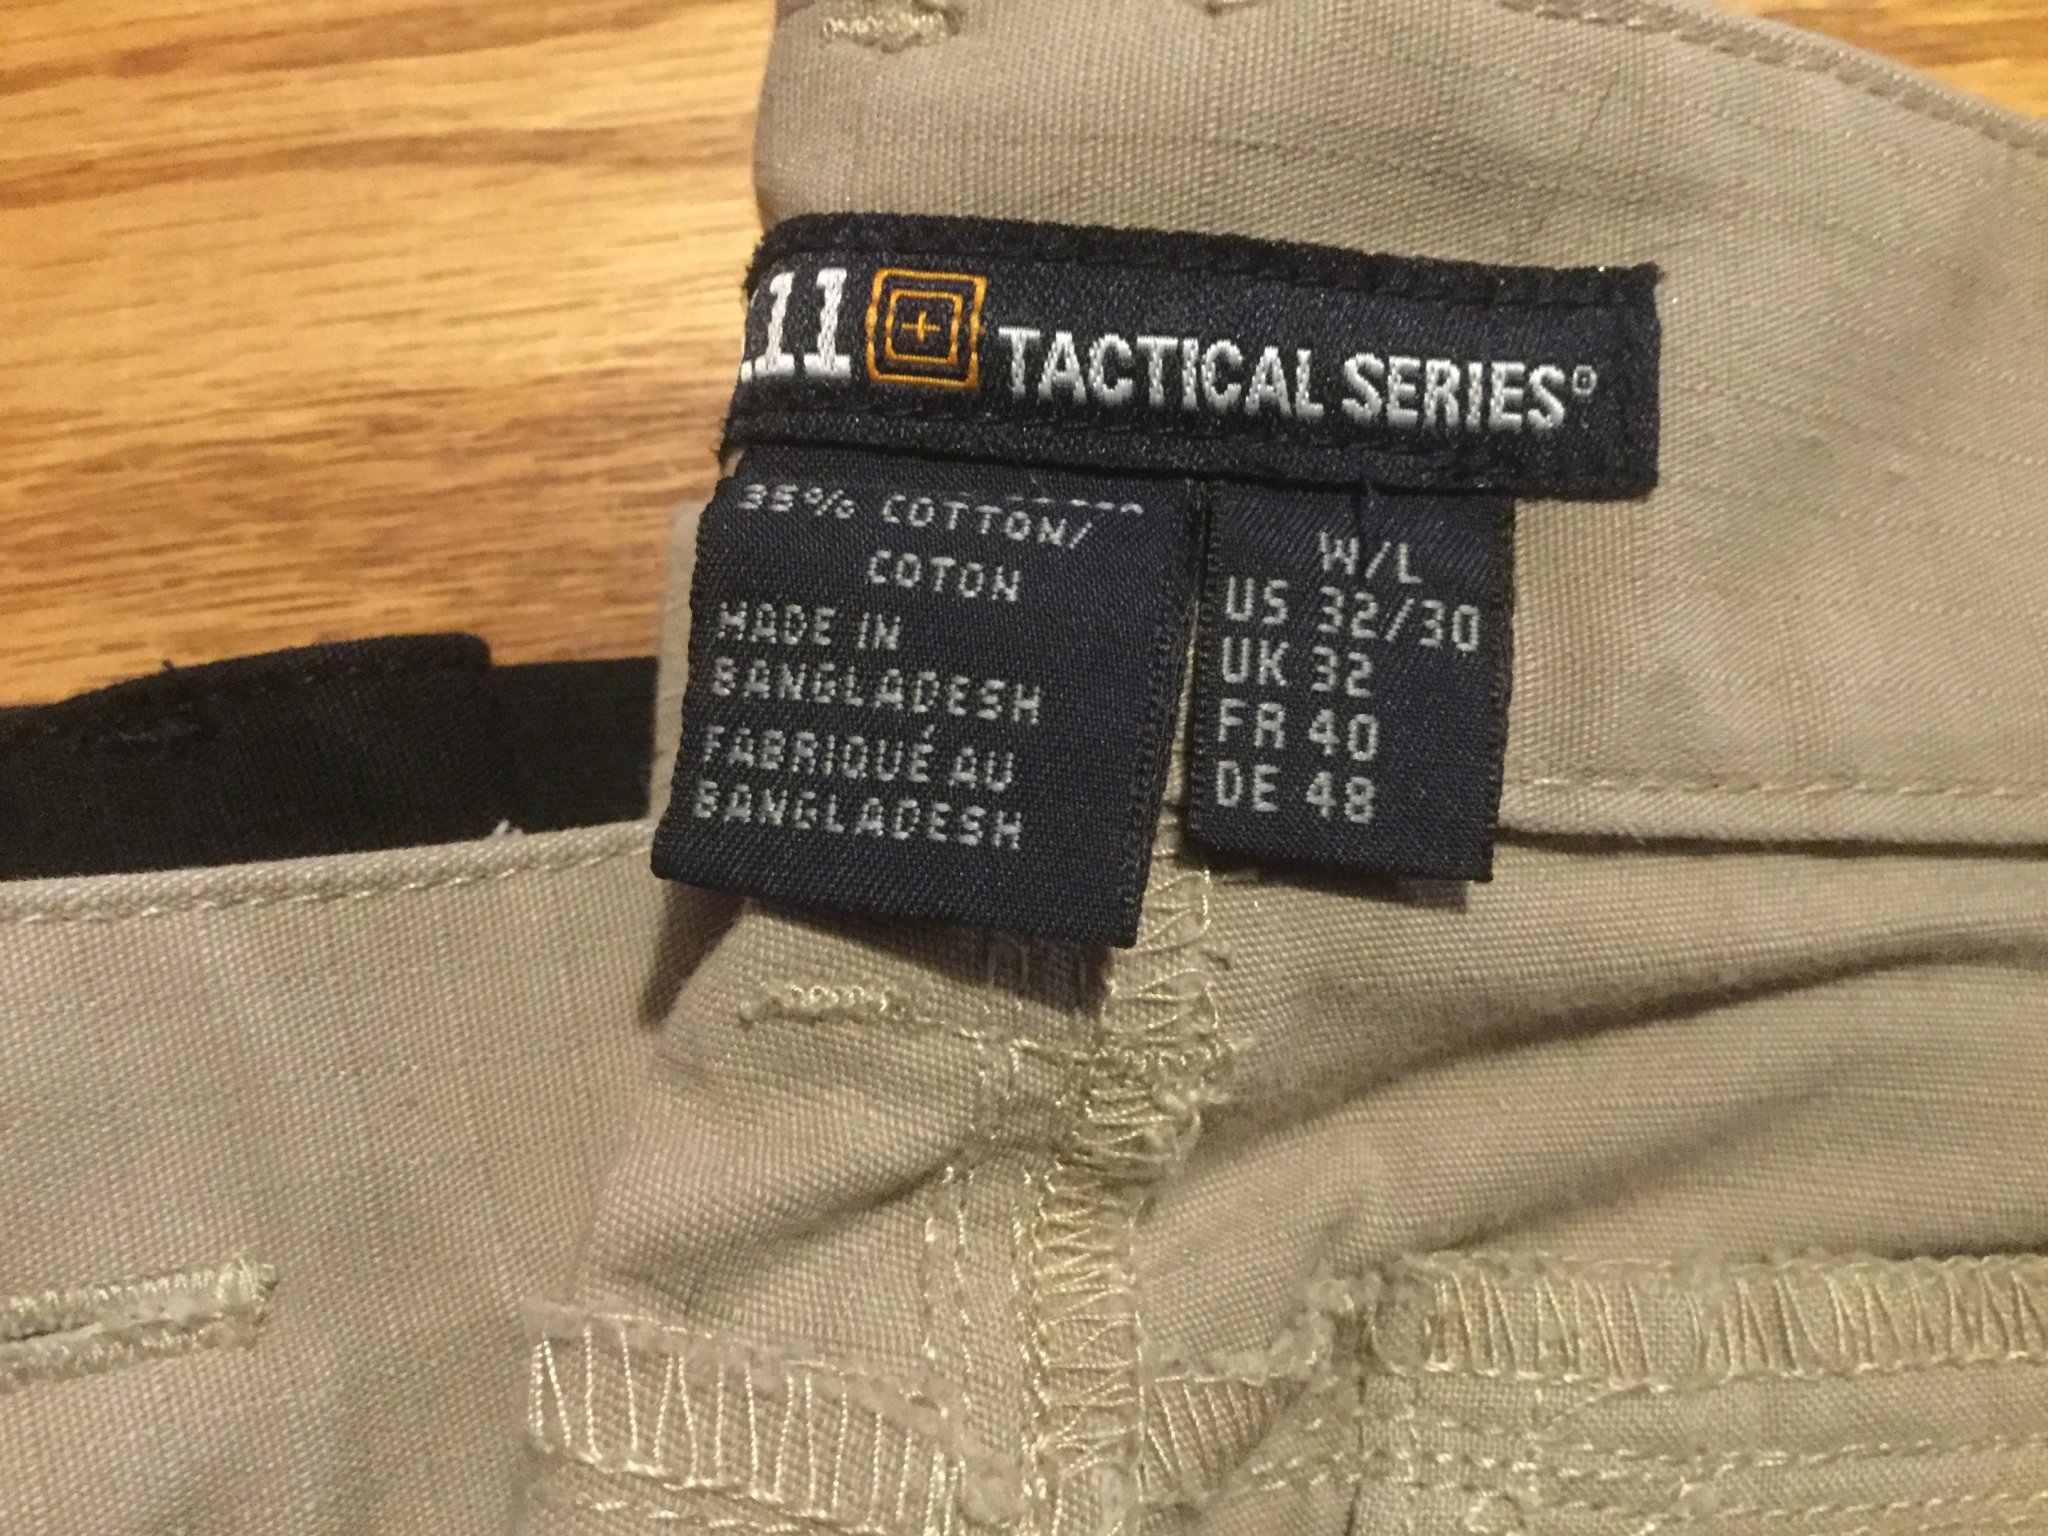 .11 TACTICAL SERIES®
35% COTTON/
COTON
MADE IN
BANGLADESH
FABRIQUÉ AU
BANGLADESH
W/L
US 32/30
UK 32
FR 40
DE 48